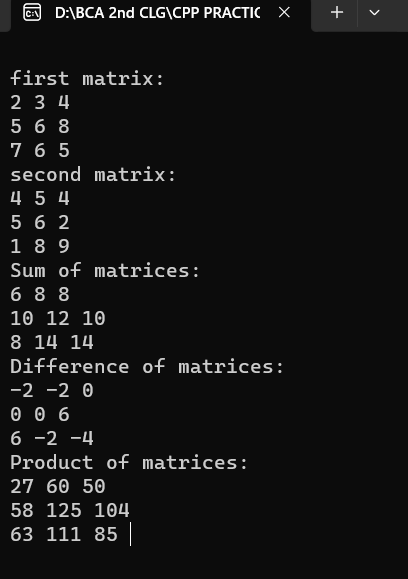 D:\BCA 2nd CLG\CPP PRACTIC
first matrix:
2 3 4
5 6 8
7 6 5
second matrix:
4 5 4
5 6 2
1 8 9
Sum of matrices:
6 8 8
10 12 10
8 14 14
Difference of matrices:
-2 -2 0
0 0 6
6 -2 -4
Product of matrices:
27 60 50
58 125 104
63 111 85